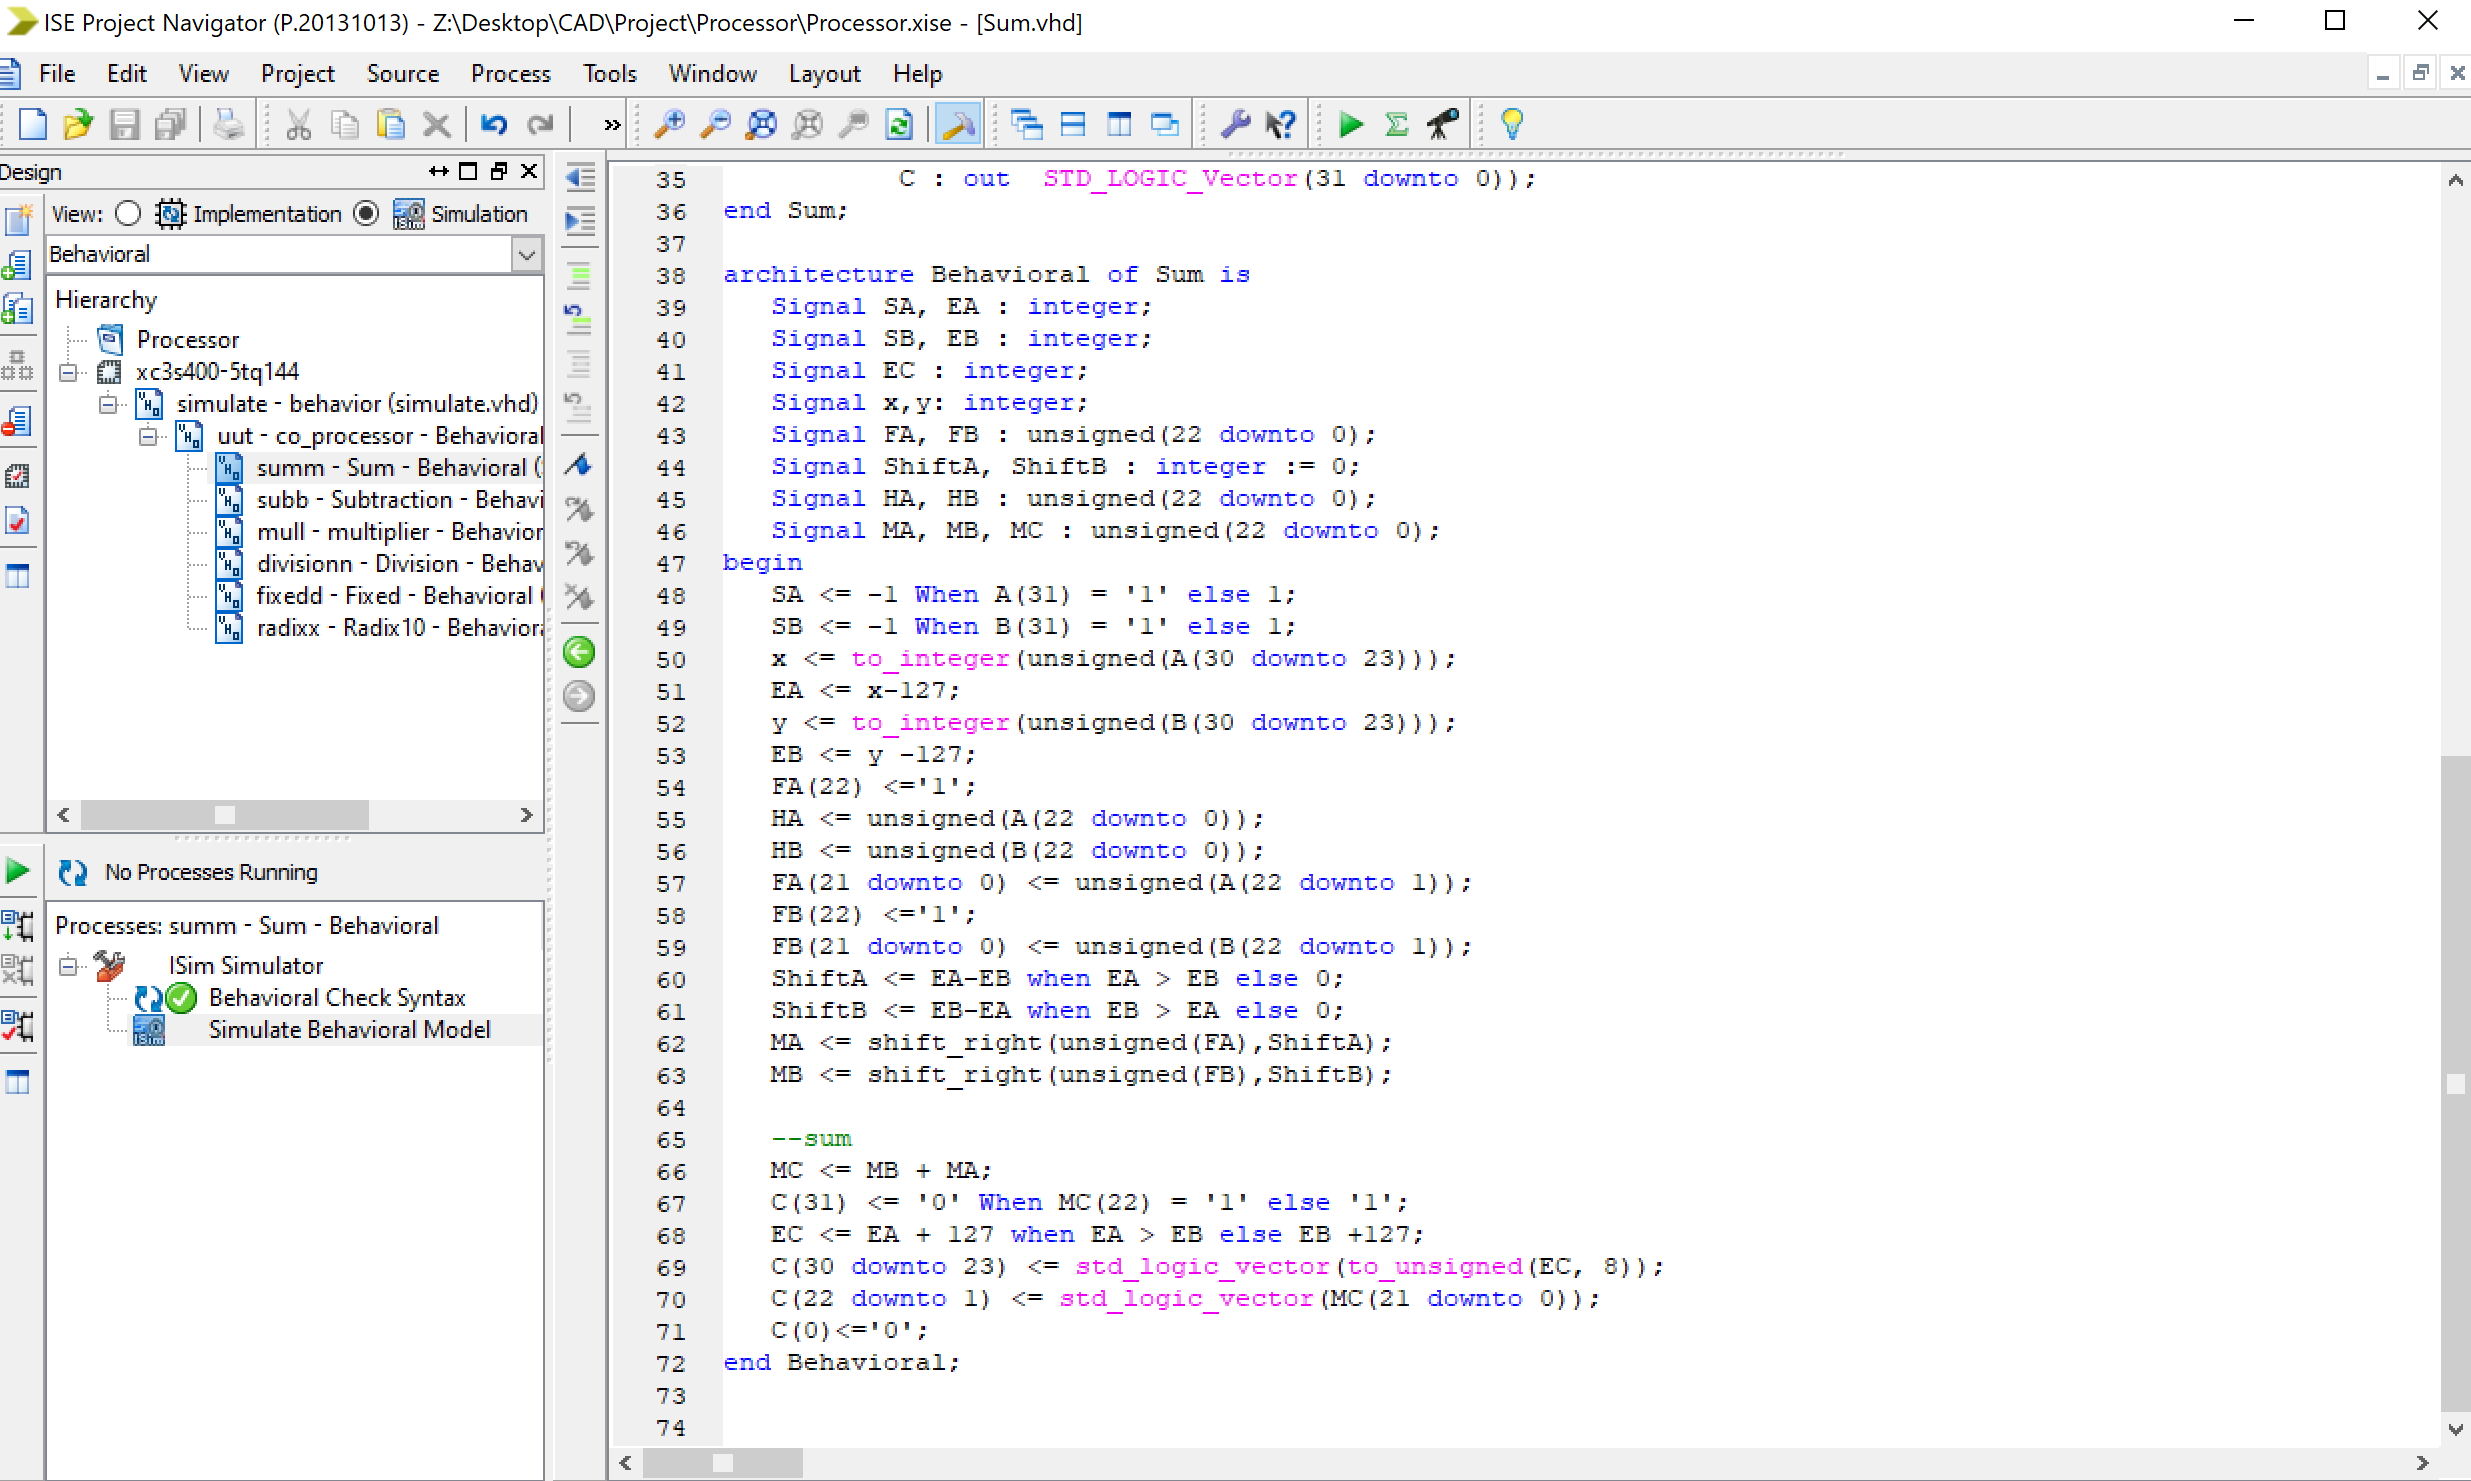 ISE Project Navigator (P.20131013) - Z:\Desktop\CAD\Project\Processor\Processor.xise - [Sum.vhd]
File Edit View Project Source Process Tools Window Layout Help
Design
View: Implementation Simulation
Behavioral
Hierarchy
Processor
xc3s400-5tq144
simulate - behavior (simulate.vhd)
uut - co_processor - Behavioral
summ - Sum - Behavioral (
subb - Subtraction - Behavi
mull - multiplier - Behavior
divisionn - Division - Behav
fixedd - Fixed - Behavioral (
radixx - Radix10 - Behaviora
No Processes Running
Processes: summ - Sum - Behavioral
ISim Simulator
Behavioral Check Syntax
Simulate Behavioral Model
35 C : out STD_LOGIC_Vector(31 downto 0));
36 end Sum;
37
38 architecture Behavioral of Sum is
39 Signal SA, EA : integer;
40 Signal SB, EB : integer;
41 Signal EC : integer;
42 Signal x,y: integer;
43 Signal FA, FB : unsigned(22 downto 0);
44 Signal ShiftA, ShiftB : integer := 0;
45 Signal HA, HB : unsigned(22 downto 0);
46 Signal MA, MB, MC : unsigned(22 downto 0);
47 begin
48 SA <= -1 When A(31) = '1' else 1;
49 SB <= -1 When B(31) = '1' else 1;
50 x <= to_integer(unsigned(A(30 downto 23)));
51 EA <= x-127;
52 y <= to_integer(unsigned(B(30 downto 23)));
53 EB <= y -127;
54 FA(22) <='1';
55 HA <= unsigned(A(22 downto 0));
56 HB <= unsigned(B(22 downto 0));
57 FA(21 downto 0) <= unsigned(A(22 downto 1));
58 FB(22) <='1';
59 FB(21 downto 0) <= unsigned(B(22 downto 1));
60 ShiftA <= EA-EB when EA > EB else 0;
61 ShiftB <= EB-EA when EB > EA else 0;
62 MA <= shift_right(unsigned(FA),ShiftA);
63 MB <= shift_right(unsigned(FB),ShiftB);
64
65 --sum
66 MC <= MB + MA;
67 C(31) <= '0' When MC(22) = '1' else '1';
68 EC <= EA + 127 when EA > EB else EB +127;
69 C(30 downto 23) <= std_logic_vector(to_unsigned(EC, 8));
70 C(22 downto 1) <= std_logic_vector(MC(21 downto 0));
71 C(0)<='0';
72 end Behavioral;
73
74